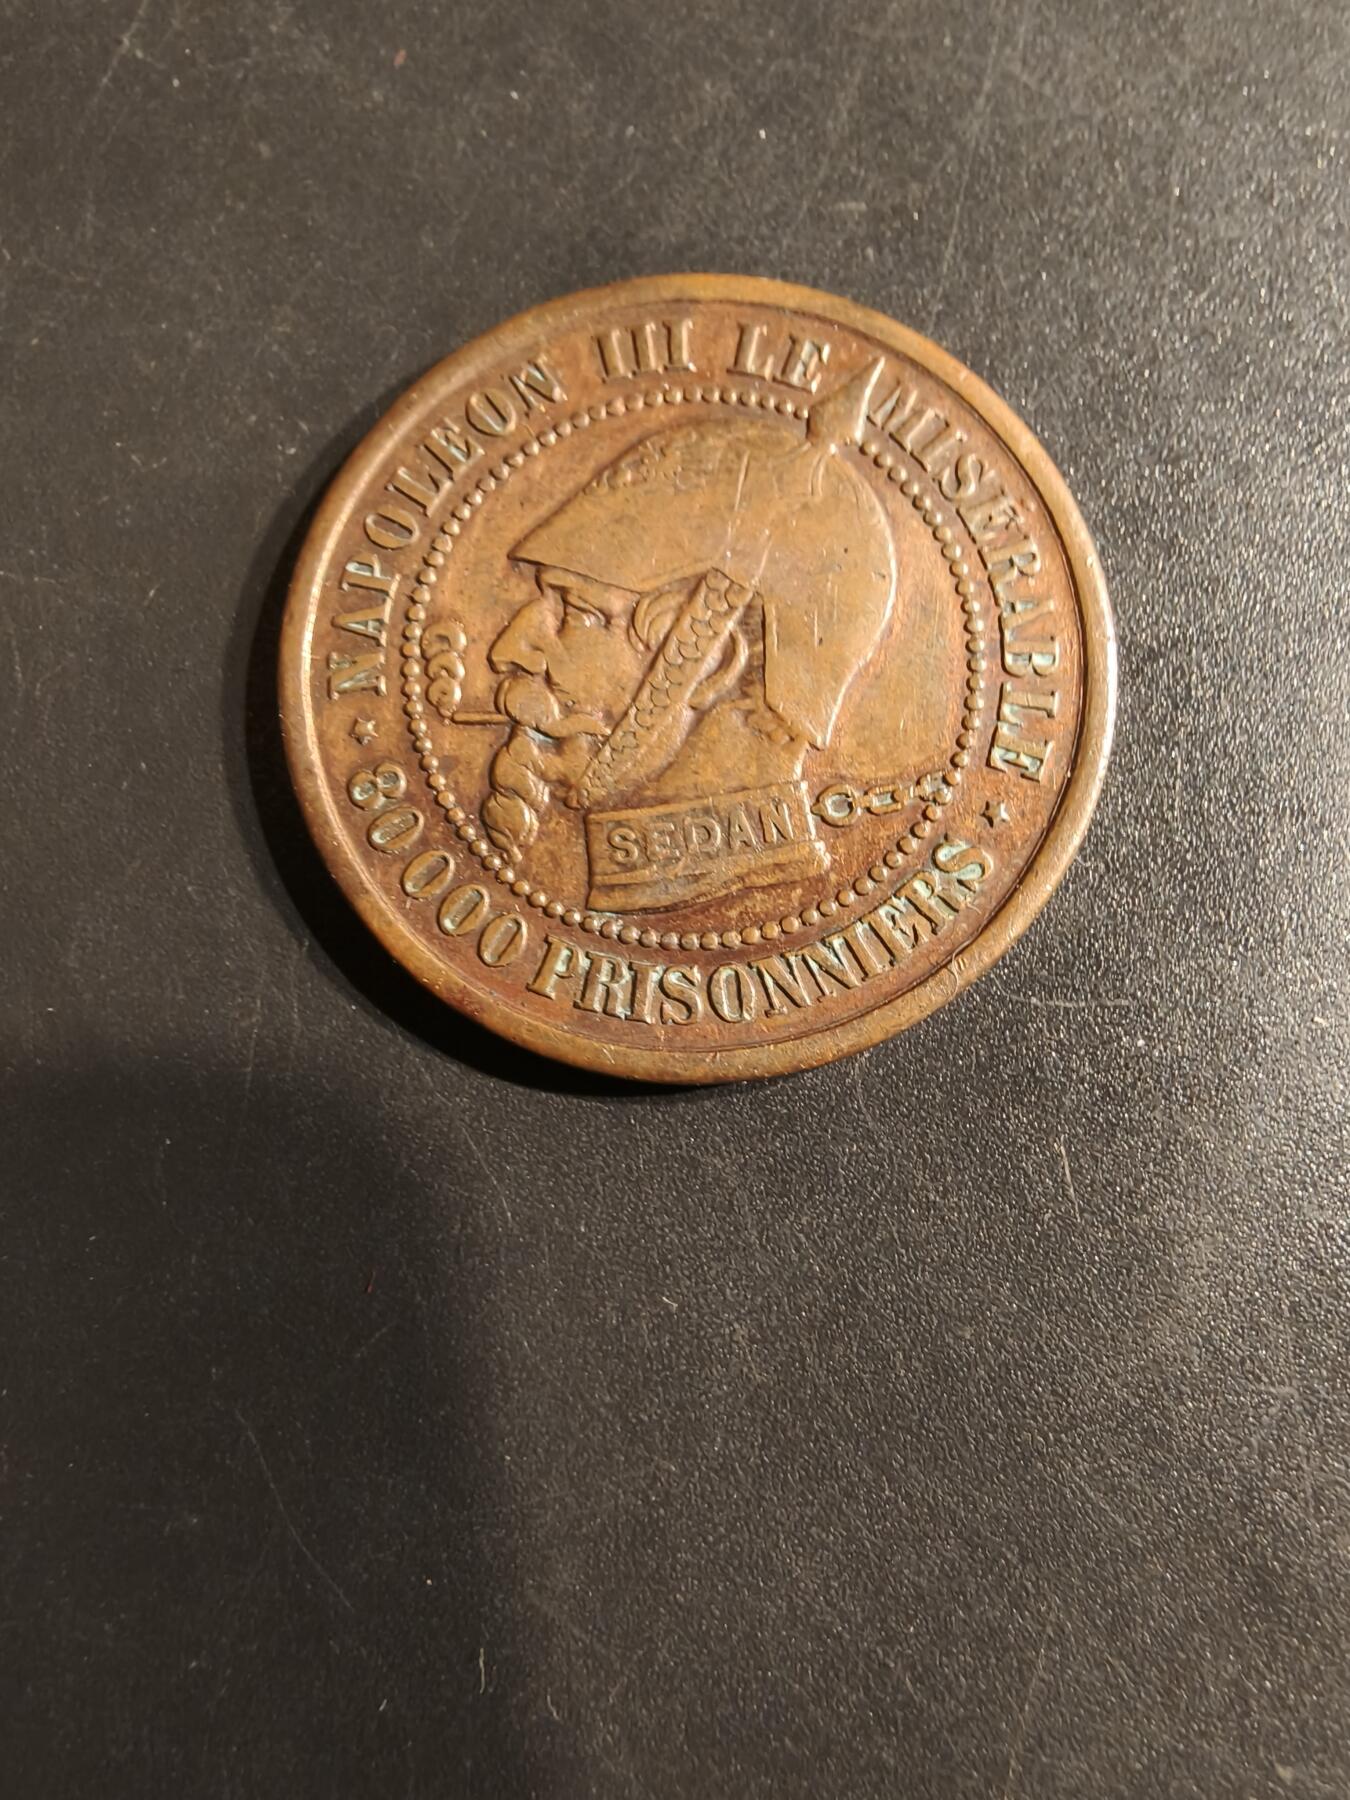 NAPOLEON III LE MISERABLE
80000 PRISONNIERS
SEDAN